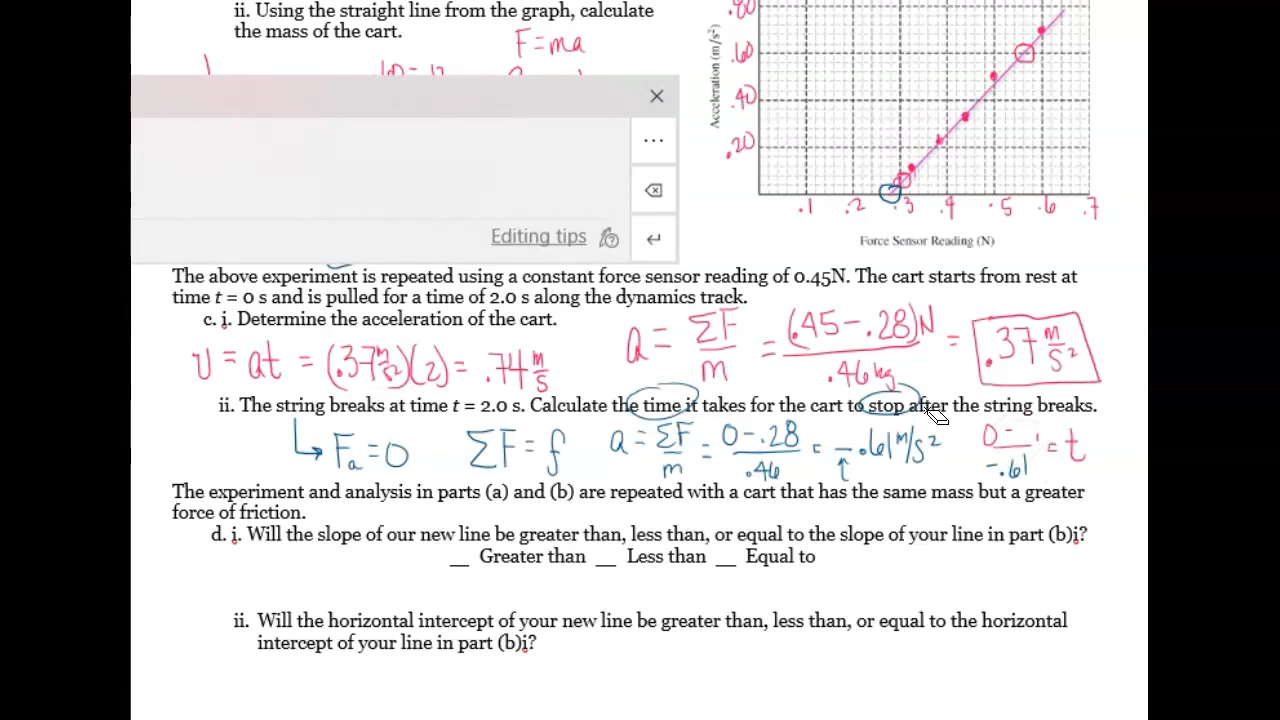 ii. Using the straight line from the graph, calculate
the mass of the cart.
F = ma
.80
.60
.40
.20
Acceleration (m/s²)
.1 .2 .3 .4 .5 .6 .7
Force Sensor Reading (N)
Editing tips
The above experiment is repeated using a constant force sensor reading of 0.45N. The cart starts from rest at
time t = 0 s and is pulled for a time of 2.0 s along the dynamics track.
c. i. Determine the acceleration of the cart.
a = ΣF/m = (.45 - .28)N/.46 kg = .37 m/s²
v = at = (.37 m/s²)(2) = .74 m/s
ii. The string breaks at time t = 2.0 s. Calculate the time it takes for the cart to stop after the string breaks.
↳ Fa = 0 ΣF = f a = ΣF/m = 0 - .28/.46 = - .61 m/s² 0 - /-.61 = t
The experiment and analysis in parts (a) and (b) are repeated with a cart that has the same mass but a greater
force of friction.
d. i. Will the slope of our new line be greater than, less than, or equal to the slope of your line in part (b)i?
__ Greater than __ Less than __ Equal to
ii. Will the horizontal intercept of your new line be greater than, less than, or equal to the horizontal
intercept of your line in part (b)i?